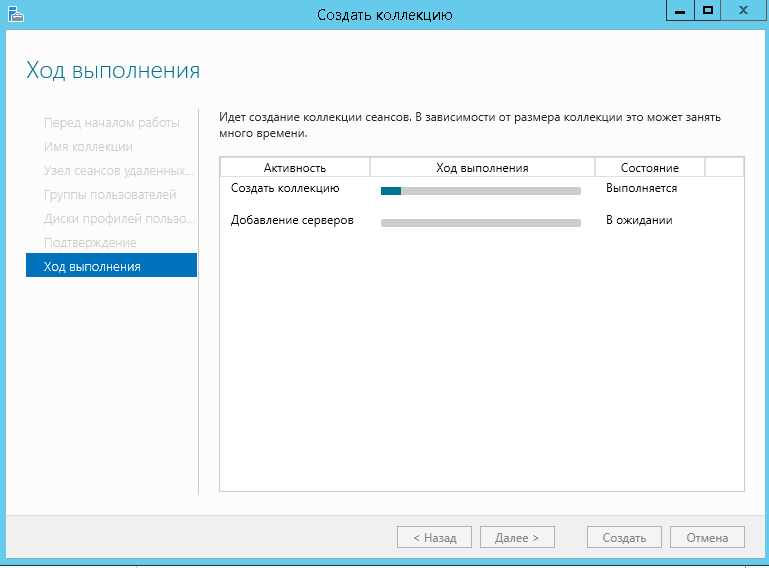 Создать коллекцию
Ход выполнения
Перед началом работы
Имя коллекции
Узел сеансов удаленных...
Группы пользователей
Диски профилей пользо...
Подтверждение
Ход выполнения
Идет создание коллекции сеансов. В зависимости от размера коллекции это может занять
много времени.
Активность Ход выполнения Состояние
Создать коллекцию Выполняется
Добавление серверов В ожидании
< Назад Далее > Создать Отмена